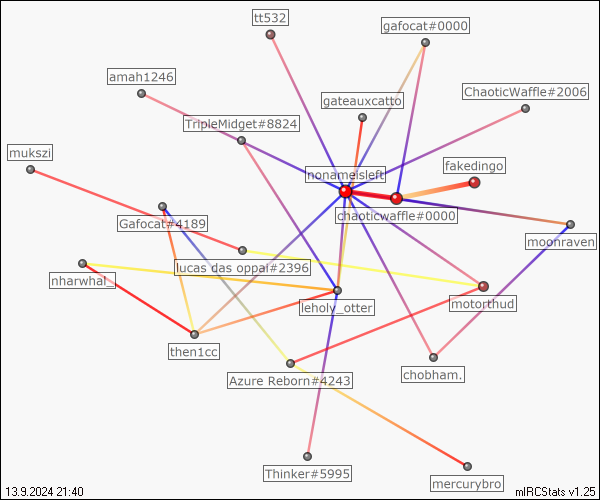 tt532
gafocat#0000
amah1246
ChaoticWaffle#2006
gateauxcatto
TripleMidget#8824
mukszi
fakedingo
nonameisleft
chaoticwaffle#0000
Gafocat#4189
moonraven
lucas das oppal#2396
nharwhal_
leholy_otter
motorthud
then1cc
Azure Reborn#4243
chobham.
Thinker#5995
mercurybro
13.9.2024 21:40
mIRCStats v1.25